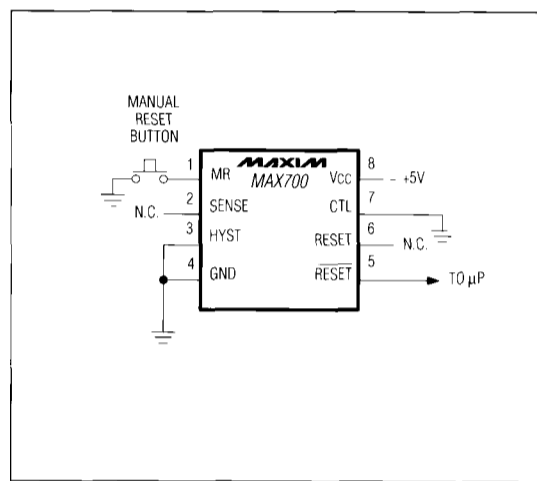 MANUAL
RESET
BUTTON
MAXIM
MAX700
1 MR
2 SENSE
N.C.
3 HYST
4 GND
VCC 8
+5V
CTL 7
RESET 6
N.C.
R̅E̅S̅E̅T̅ 5
TO µP